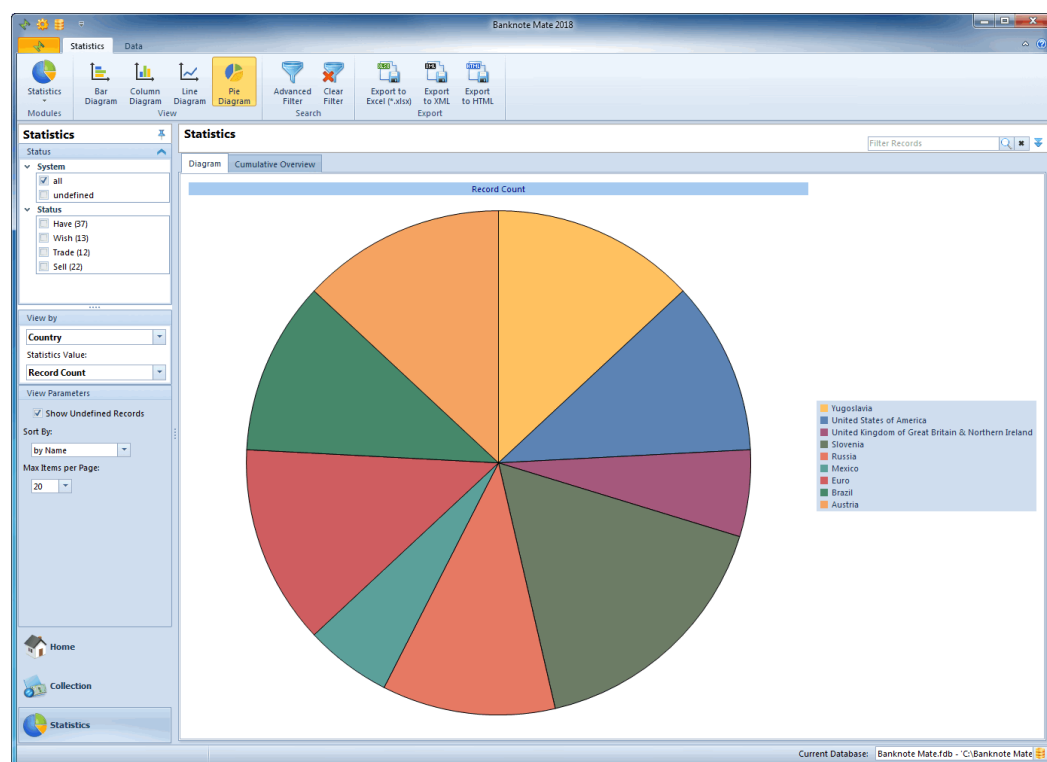 Banknote Mate 2018
Statistics Data
Statistics
Modules
Bar Diagram
Column Diagram
Line Diagram
Pie Diagram
View
Advanced Filter
Clear Filter
Search
XLSX
Export to Excel (*.xlsx)
XML
Export to XML
HTML
Export to HTML
Export
Statistics
Status
System
all
undefined
Status
Have (37)
Wish (13)
Trade (12)
Sell (22)
View by
Country
Statistics Value:
Record Count
View Parameters
Show Undefined Records
Sort By:
by Name
Max Items per Page:
20
Home
Collection
Statistics
Statistics
Filter Records
Diagram Cumulative Overview
Record Count
Yugoslavia
United States of America
United Kingdom of Great Britain & Northern Ireland
Slovenia
Russia
Mexico
Euro
Brazil
Austria
Current Database: Banknote Mate.fdb - 'C:\Banknote Mate